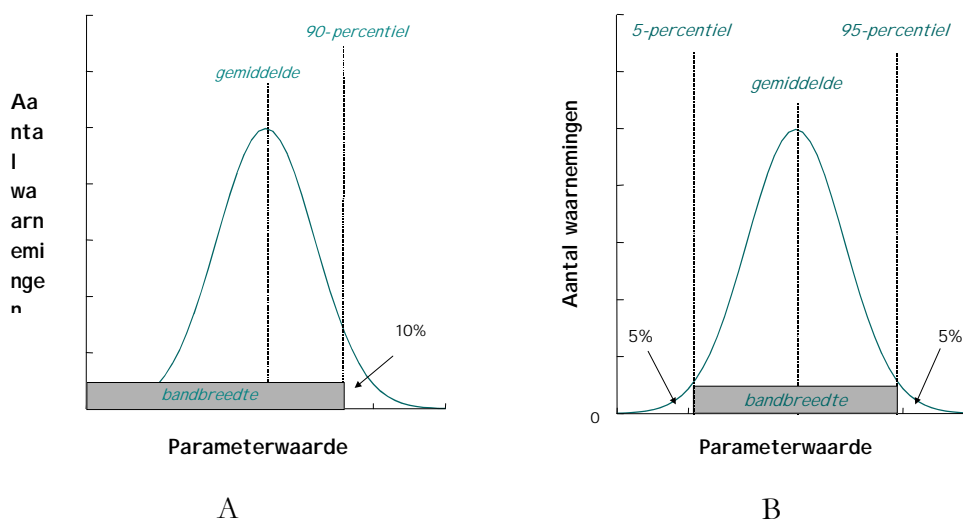 90-percentiel
gemiddelde
Aa
nta
l
wa
arn
emi
nge
n
10%
bandbreedte
Parameterwaarde
A
5-percentiel
95-percentiel
gemiddelde
Aantal waarnemingen
5%
5%
bandbreedte
0
Parameterwaarde
B